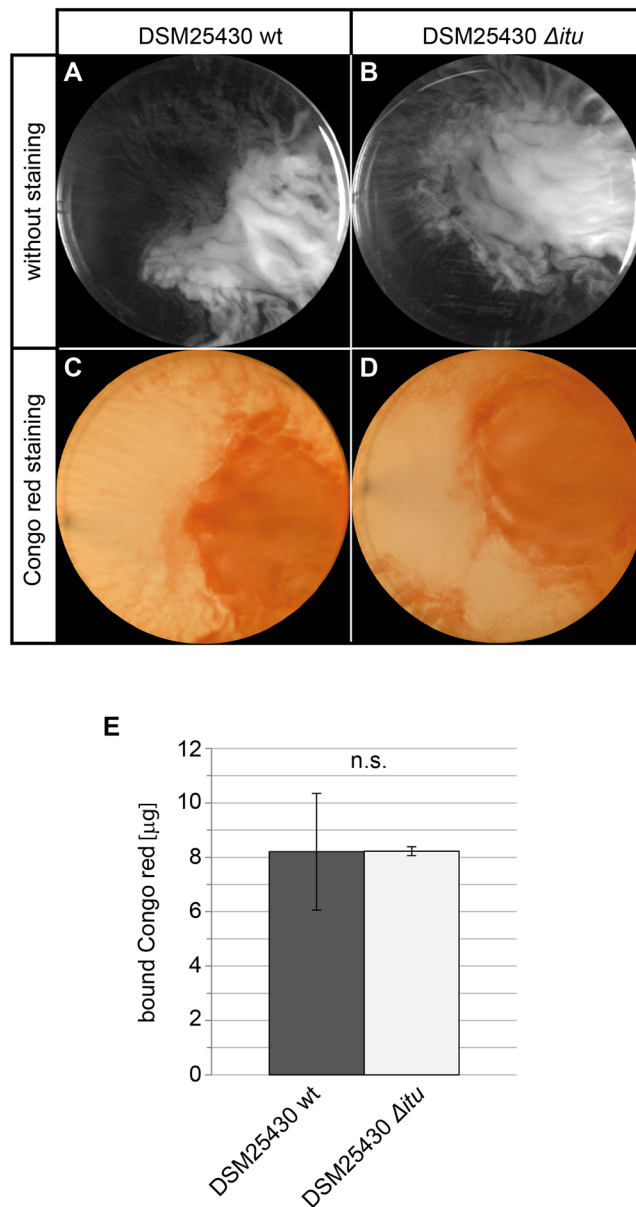 DSM25430 wt
DSM25430 Δitu
without staining
A
B
Congo red staining
C
D
E
n.s.
bound Congo red [µg]
12
10
8
6
4
2
0
DSM25430 wt
DSM25430 Δitu